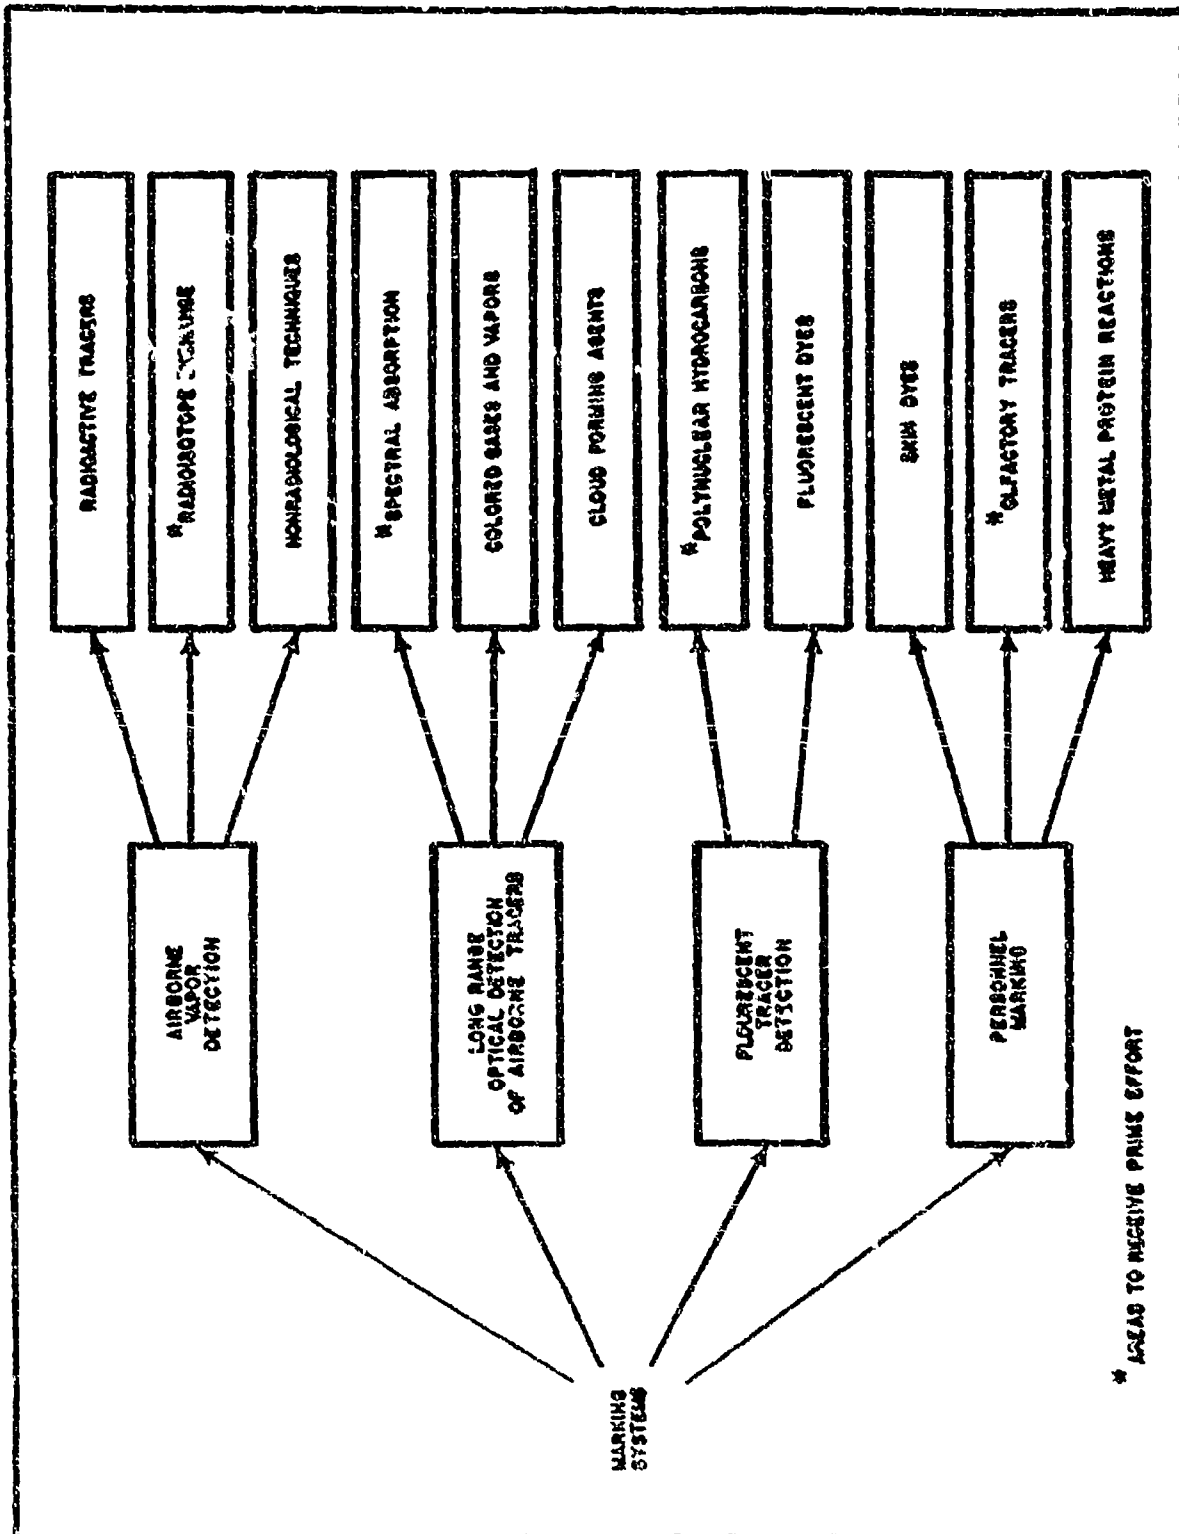 MARKING
SYSTEMS
AIRBORNE
VAPOR
DETECTION
LONG RANGE
OPTICAL DETECTION
OF AIRBORNE TRACERS
FLOURESCENT
TRACER
DETECTION
PERSONNEL
MARKING
RADIOACTIVE TRACERS
*RADIOISOTOPE EXCHANGE
NONRADIOLOGICAL TECHNIQUES
*SPECTRAL ABSORPTION
COLORED GASES AND VAPORS
CLOUD FORMING AGENTS
*POLYNUCLEAR HYDROCARBONS
FLUORESCENT DYES
SKIN DYES
*OLFACTORY TRACERS
HEAVY METAL PROTEIN REACTIONS
*AREAS TO RECEIVE PRIME EFFORT